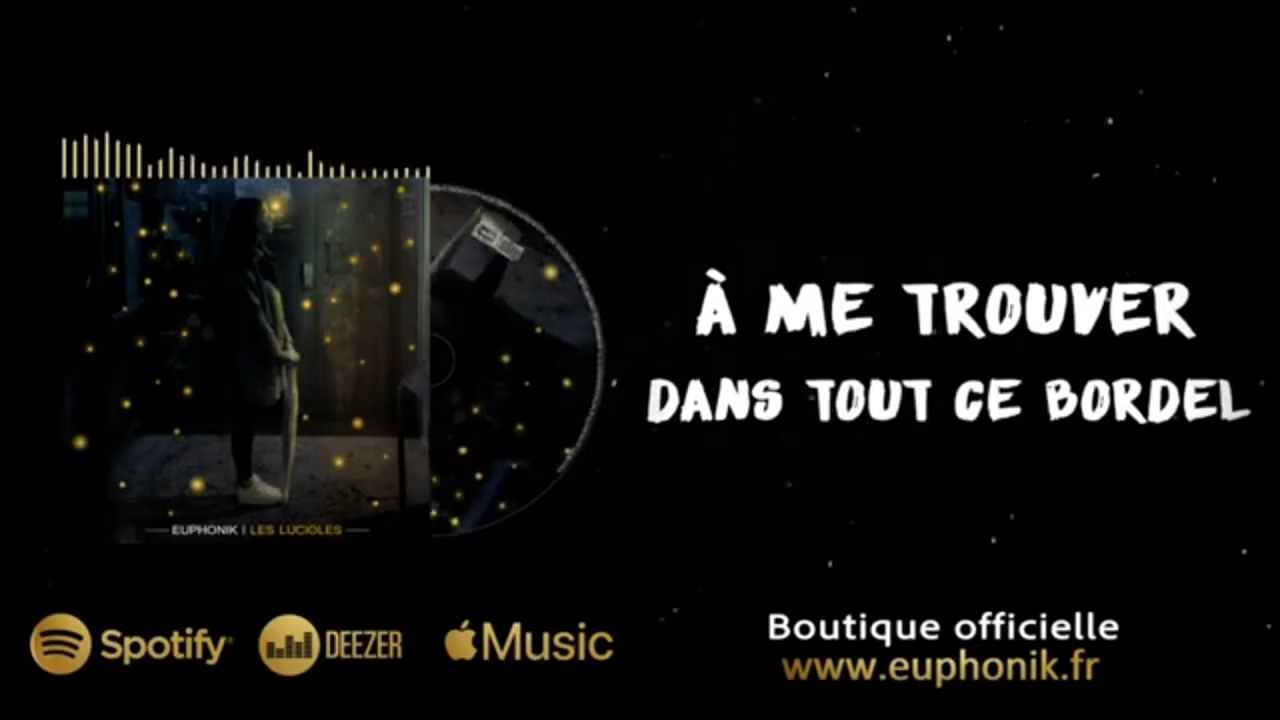 À ME TROUVER
DANS TOUT CE BORDEL
EUPHONIK | LES LUCIOLES
Spotify
DEEZER
Music
Boutique officielle
www.euphonik.fr